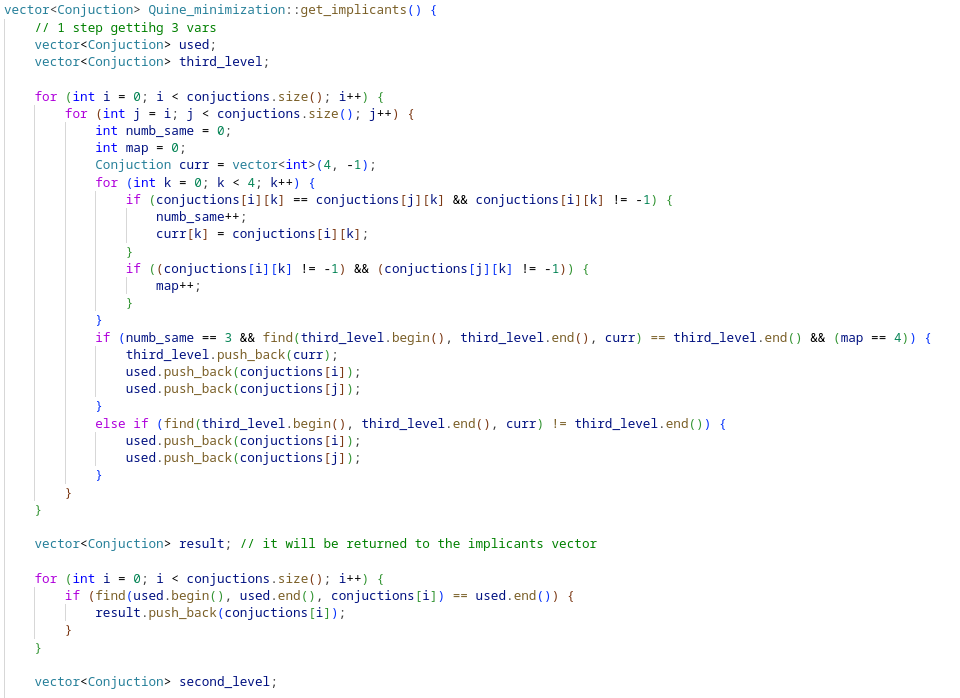 vector<Conjuction> Quine_minimization::get_implicants() {
    // 1 step gettihg 3 vars
    vector<Conjuction> used;
    vector<Conjuction> third_level;

    for (int i = 0; i < conjuctions.size(); i++) {
        for (int j = i; j < conjuctions.size(); j++) {
            int numb_same = 0;
            int map = 0;
            Conjuction curr = vector<int>(4, -1);
            for (int k = 0; k < 4; k++) {
                if (conjuctions[i][k] == conjuctions[j][k] && conjuctions[i][k] != -1) {
                    numb_same++;
                    curr[k] = conjuctions[i][k];
                }
                if ((conjuctions[i][k] != -1) && (conjuctions[j][k] != -1)) {
                    map++;
                }
            }
            if (numb_same == 3 && find(third_level.begin(), third_level.end(), curr) == third_level.end() && (map == 4)) {
                third_level.push_back(curr);
                used.push_back(conjuctions[i]);
                used.push_back(conjuctions[j]);
            }
            else if (find(third_level.begin(), third_level.end(), curr) != third_level.end()) {
                used.push_back(conjuctions[i]);
                used.push_back(conjuctions[j]);
            }
        }
    }

    vector<Conjuction> result; // it will be returned to the implicants vector

    for (int i = 0; i < conjuctions.size(); i++) {
        if (find(used.begin(), used.end(), conjuctions[i]) == used.end()) {
            result.push_back(conjuctions[i]);
        }
    }

    vector<Conjuction> second_level;